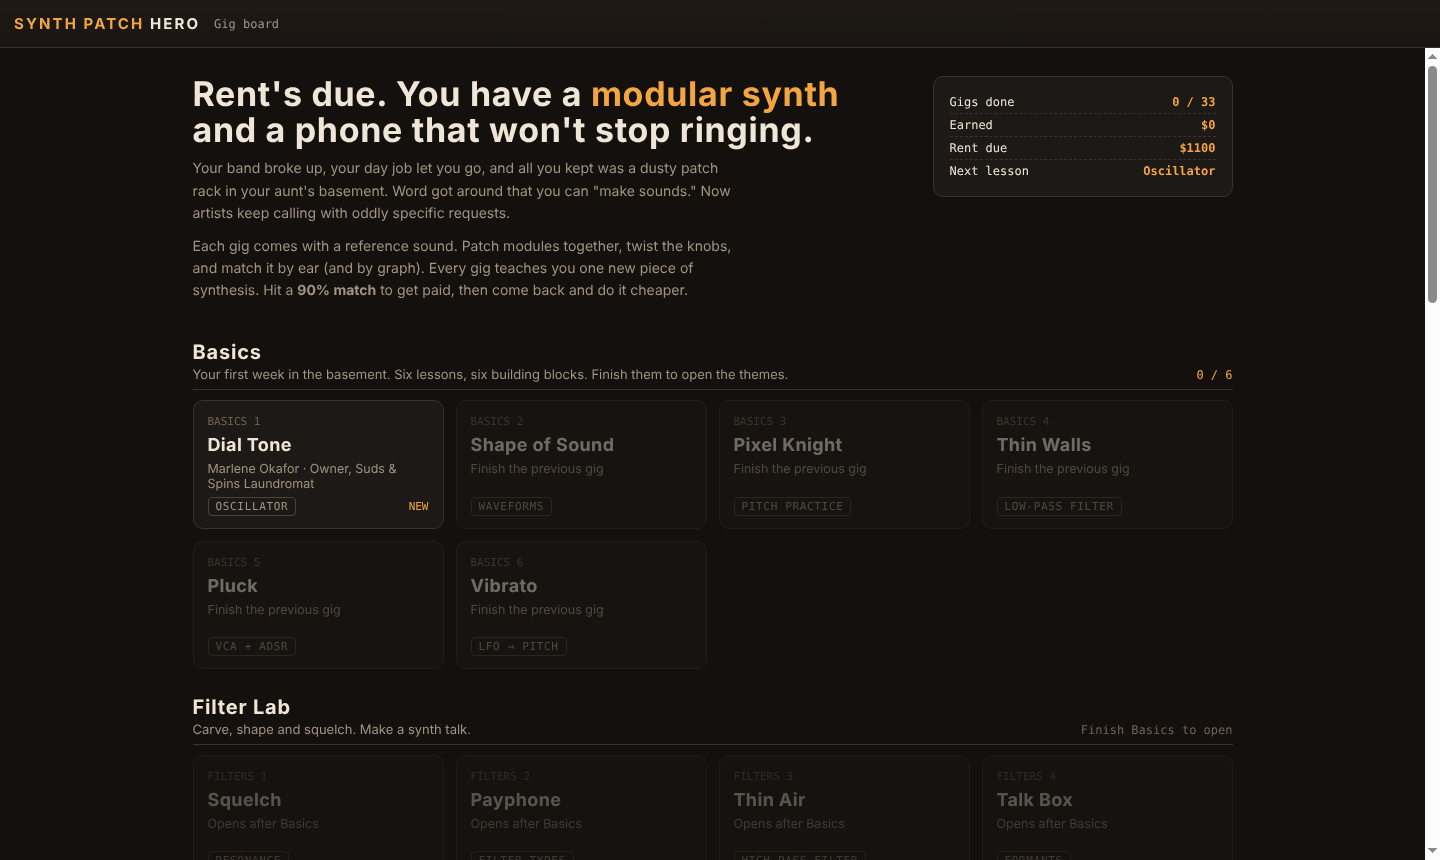 SYNTH PATCH HERO Gig board
Rent's due. You have a modular synth
and a phone that won't stop ringing.
Your band broke up, your day job let you go, and all you kept was a dusty patch
rack in your aunt's basement. Word got around that you can "make sounds." Now
artists keep calling with oddly specific requests.
Each gig comes with a reference sound. Patch modules together, twist the knobs,
and match it by ear (and by graph). Every gig teaches you one new piece of
synthesis. Hit a 90% match to get paid, then come back and do it cheaper.
Gigs done 0 / 33
Earned $0
Rent due $1100
Next lesson Oscillator
Basics
Your first week in the basement. Six lessons, six building blocks. Finish them to open the themes. 0 / 6
BASICS 1
Dial Tone
Marlene Okafor · Owner, Suds &
Spins Laundromat
OSCILLATOR NEW
BASICS 2
Shape of Sound
Finish the previous gig
WAVEFORMS
BASICS 3
Pixel Knight
Finish the previous gig
PITCH PRACTICE
BASICS 4
Thin Walls
Finish the previous gig
LOW-PASS FILTER
BASICS 5
Pluck
Finish the previous gig
VCA + ADSR
BASICS 6
Vibrato
Finish the previous gig
LFO → PITCH
Filter Lab
Carve, shape and squelch. Make a synth talk. Finish Basics to open
FILTERS 1
Squelch
Opens after Basics
RESONANCE
FILTERS 2
Payphone
Opens after Basics
FILTER TYPES
FILTERS 3
Thin Air
Opens after Basics
HIGH-PASS FILTER
FILTERS 4
Talk Box
Opens after Basics
FORMANTS